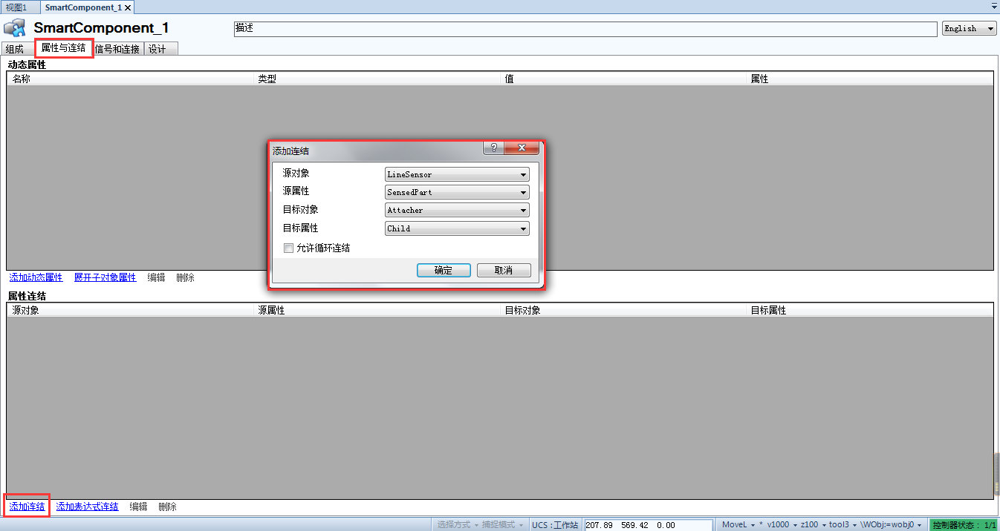 视图1 SmartComponent_1
SmartComponent_1 描述 English
组成 属性与连结 信号和连接 设计
动态属性
名称 类型 值 属性
添加连结
源对象 LineSensor
源属性 SensedPart
目标对象 Attacher
目标属性 Child
允许循环连结
确定 取消
添加动态属性 展开子对象属性 编辑 删除
属性连结
源对象 源属性 目标对象 目标属性
添加连结 添加表达式连结 编辑 删除
选择方式 捕捉模式 UCS :工作站 207.89 569.42 0.00 MoveL * v1000 z100 tool3 \WObj:=wobj0 控制器状态： 1/1